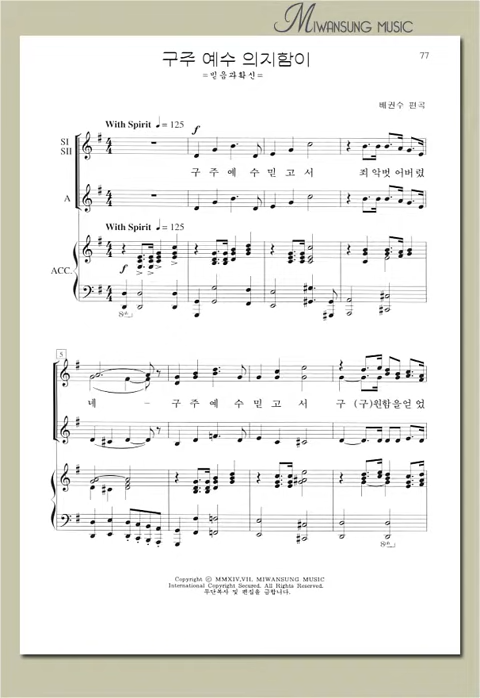 MIWANSUNG MUSIC
구주 예수 의지함이
77
=믿음과확신=
배권수 편곡
With Spirit ♩= 125
f
SI
SII
구 주 예 수 믿 고 서 죄 악벗 어버렸
A
With Spirit ♩= 125
ACC.
f
8vb
8vb
5
네 - 구 주 예 수 믿 고 서 구 (구)원함을얻 었
8vb
Copyright © MMXIV,VII, MIWANSUNG MUSIC
International Copyright Secured. All Rights Reserved.
무단복사 및 편집을 금합니다.